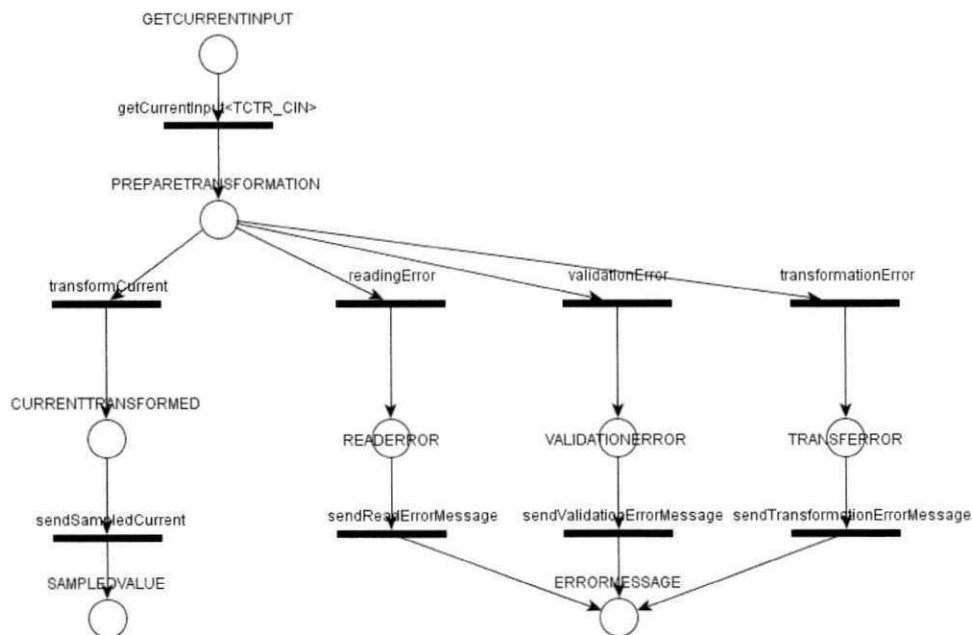 GETCURRENTINPUT
getCurrentInput<TCTR_CIN>
PREPARETRANSFORMATION
transformCurrent
readingError
validationError
transformationError
CURRENTTRANSFORMED
READERROR
VALIDATIONERROR
TRANSFERROR
sendSampledCurrent
sendReadErrorMessage
sendValidationErrorMessage
sendTransformationErrorMessage
SAMPLEDVALUE
ERRORMESSAGE